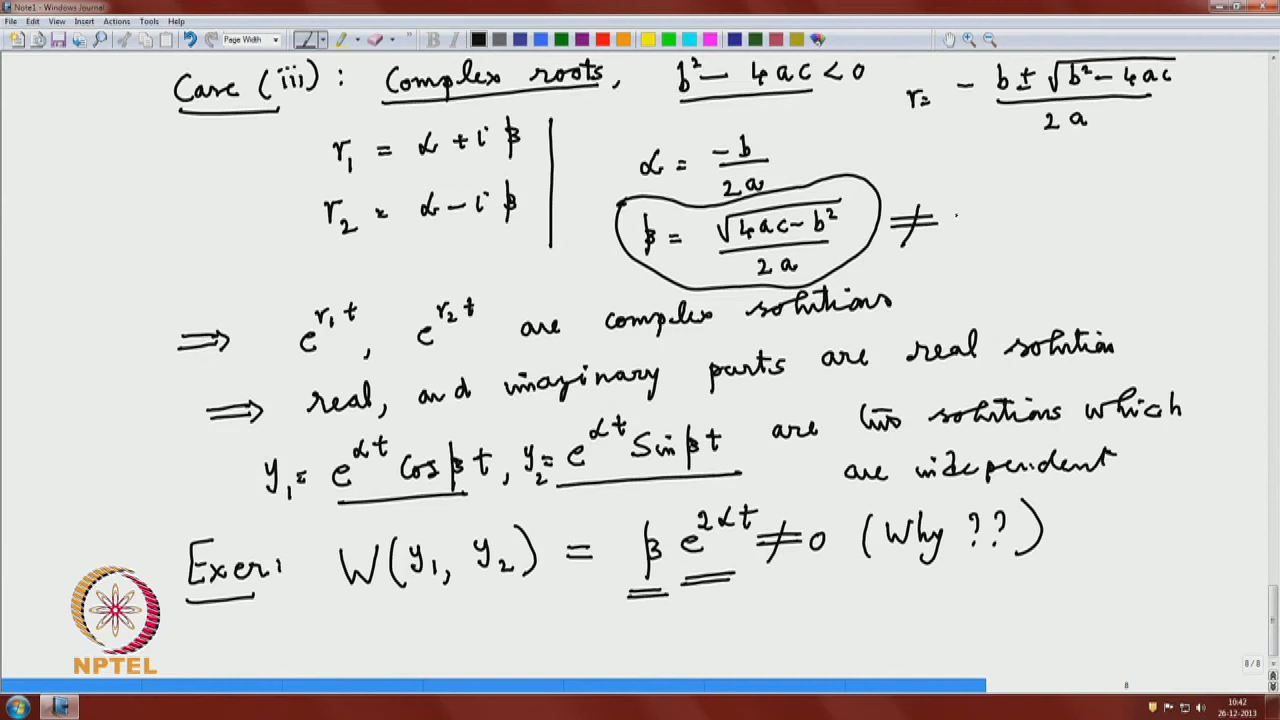 Note1 - Windows Journal
File Edit View Insert Actions Tools Help
Page Width
Case (iii) : Complex roots, b² - 4ac < 0
r = -b ± √b² - 4ac / 2a
r₁ = α + i β
α = -b / 2a
r₂ = α - i β
β = √4ac - b² / 2a ≠
⇒ e^{r₁t}, e^{r₂t} are complex solutions
⇒ real, and imaginary parts are real solution
y₁ = e^{αt} Cos βt, y₂ = e^{αt} Sin βt are two solutions which
are independent
Exer: W(y₁, y₂) = β e^{2αt} ≠ 0 (Why ??)
NPTEL
8/8
8
10:42
26-12-2013